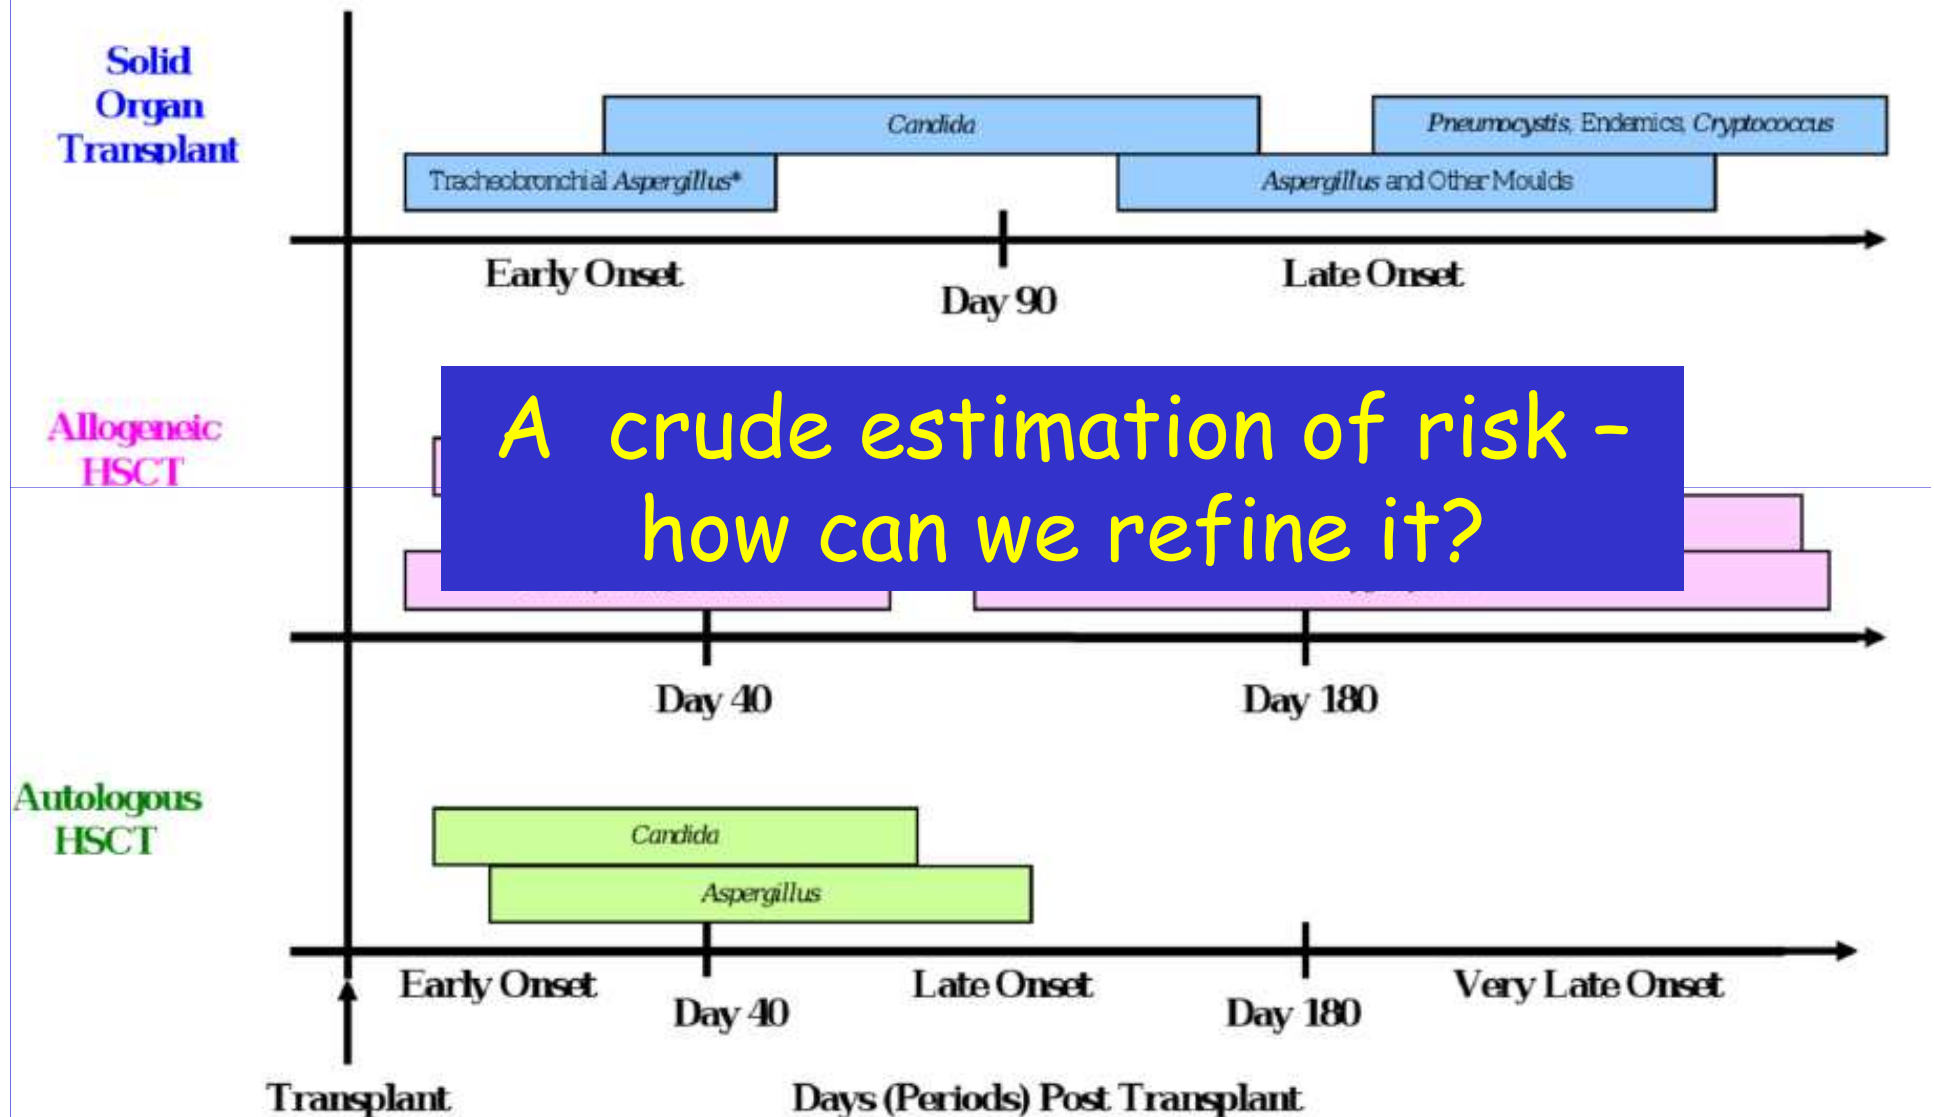 Solid
Organ
Transplant
Candida
Pneumocystis, Endemics, Cryptococcus
Tracheobronchial Aspergillus*
Aspergillus and Other Moulds
Early Onset
Late Onset
Day 90
Allogeneic
HSCT
A crude estimation of risk –
how can we refine it?
Day 40
Day 180
Autologous
HSCT
Candida
Aspergillus
Early Onset
Late Onset
Very Late Onset
Day 40
Day 180
Transplant
Days (Periods) Post Transplant